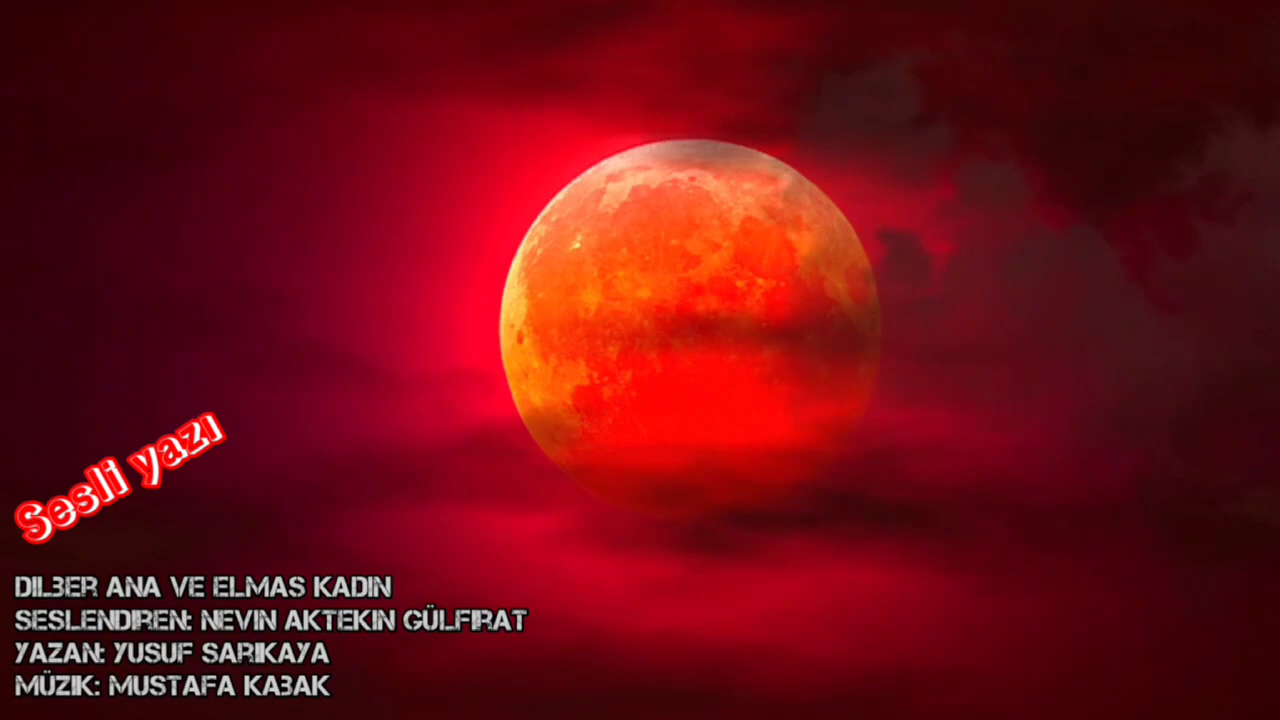 Sesli yazı
DILBER ANA VE ELMAS KADIN
SESLENDIREN: NEVIN AKTEKIN GÜLFIRAT
YAZAN: YUSUF SARIKAYA
MÜZIK: MUSTAFA KABAK